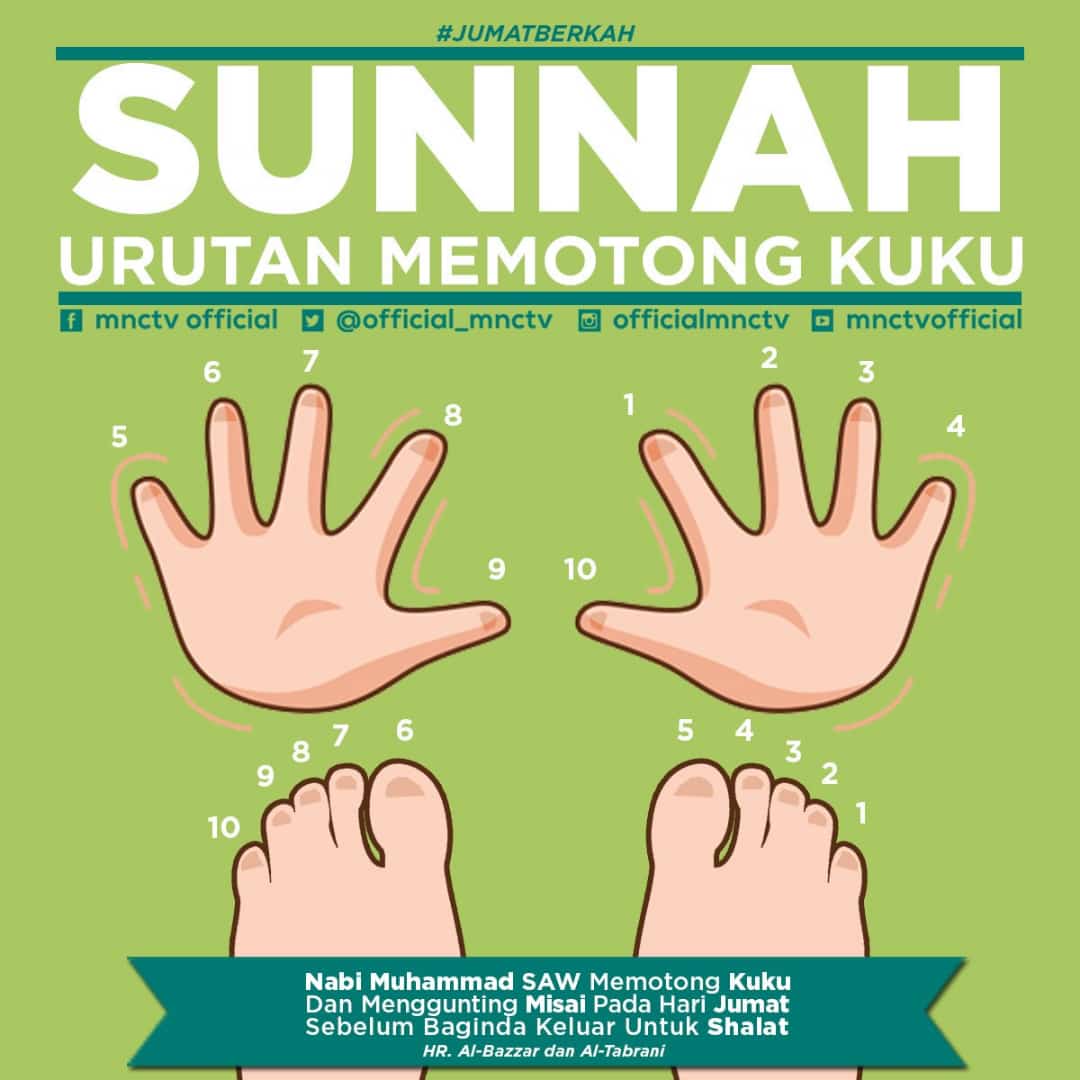 #JUMATBERKAH
SUNNAH
URUTAN MEMOTONG KUKU
mnctv official @official_mnctv officialmnctv mnctvofficial
5 6 7 8 9
1 2 3 4 10
10 9 8 7 6
5 4 3 2 1
Nabi Muhammad SAW Memotong Kuku
Dan Menggunting Misai Pada Hari Jumat
Sebelum Baginda Keluar Untuk Shalat
HR. Al-Bazzar dan Al-Tabrani